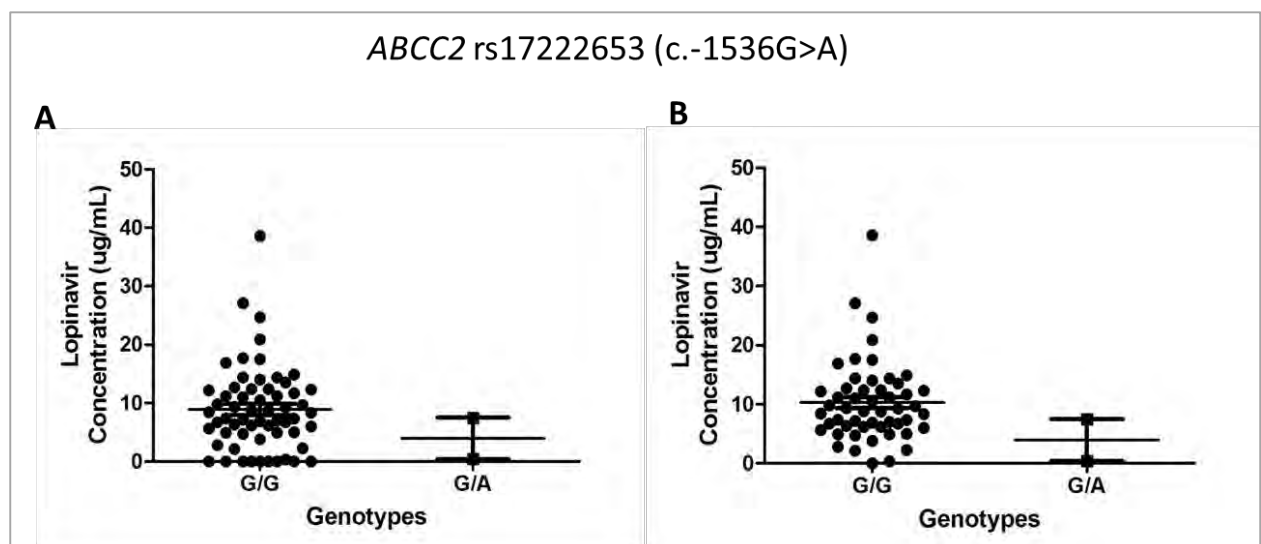 ABCC2 rs17222653 (c.-1536G>A)
A
50
40
30
20
10
0
Lopinavir
Concentration (ug/mL)
G/G
G/A
Genotypes
B
50
40
30
20
10
0
Lopinavir
Concentration (ug/mL)
G/G
G/A
Genotypes